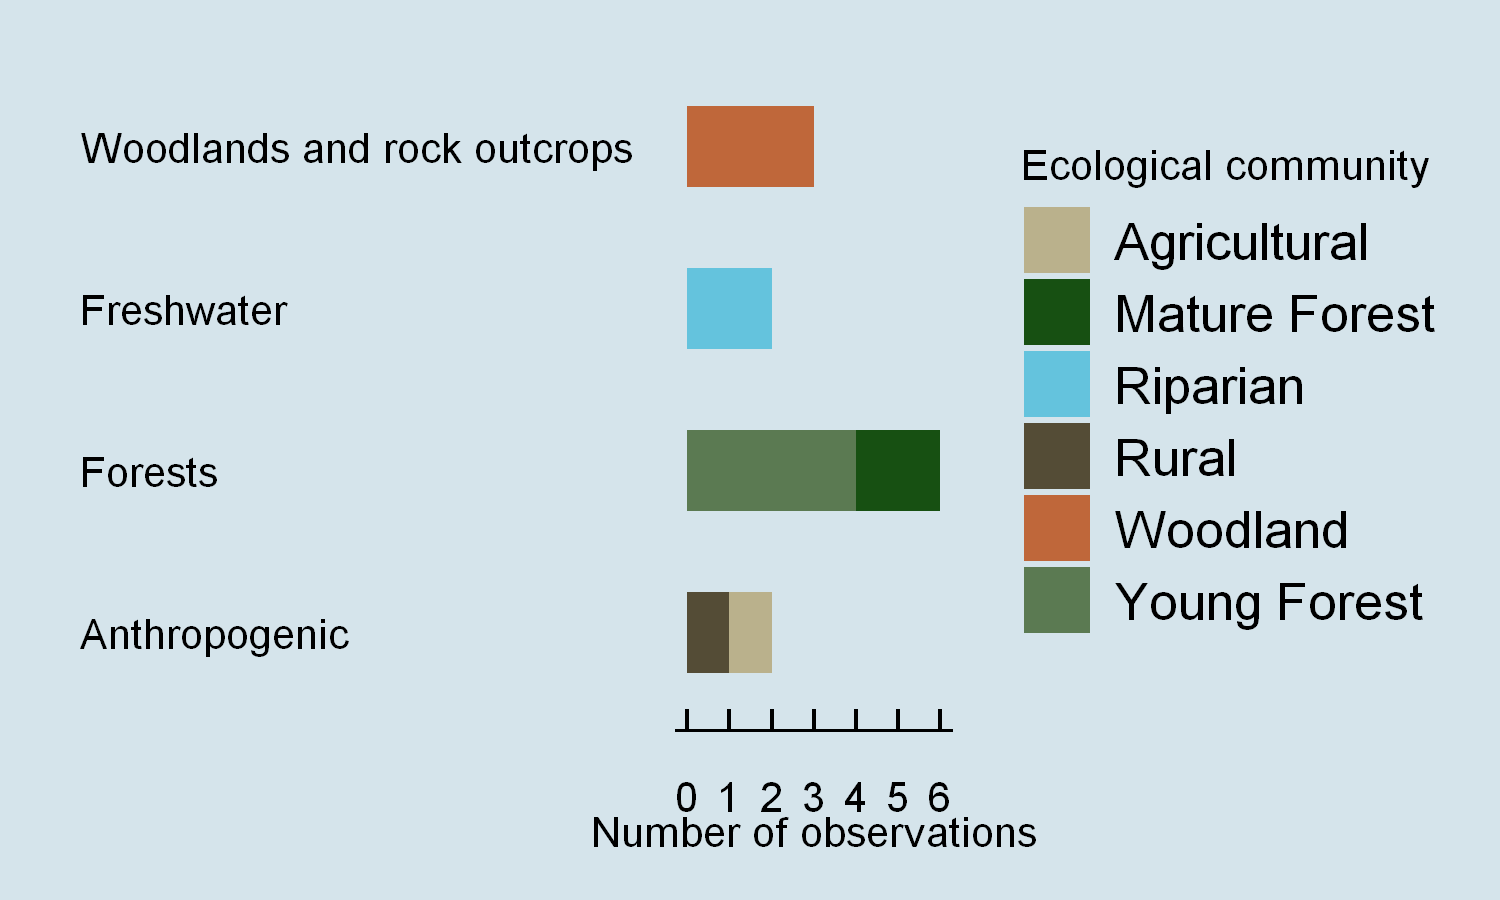 Woodlands and rock outcrops
Freshwater
Forests
Anthropogenic
0 1 2 3 4 5 6
Number of observations
Ecological community
Agricultural
Mature Forest
Riparian
Rural
Woodland
Young Forest